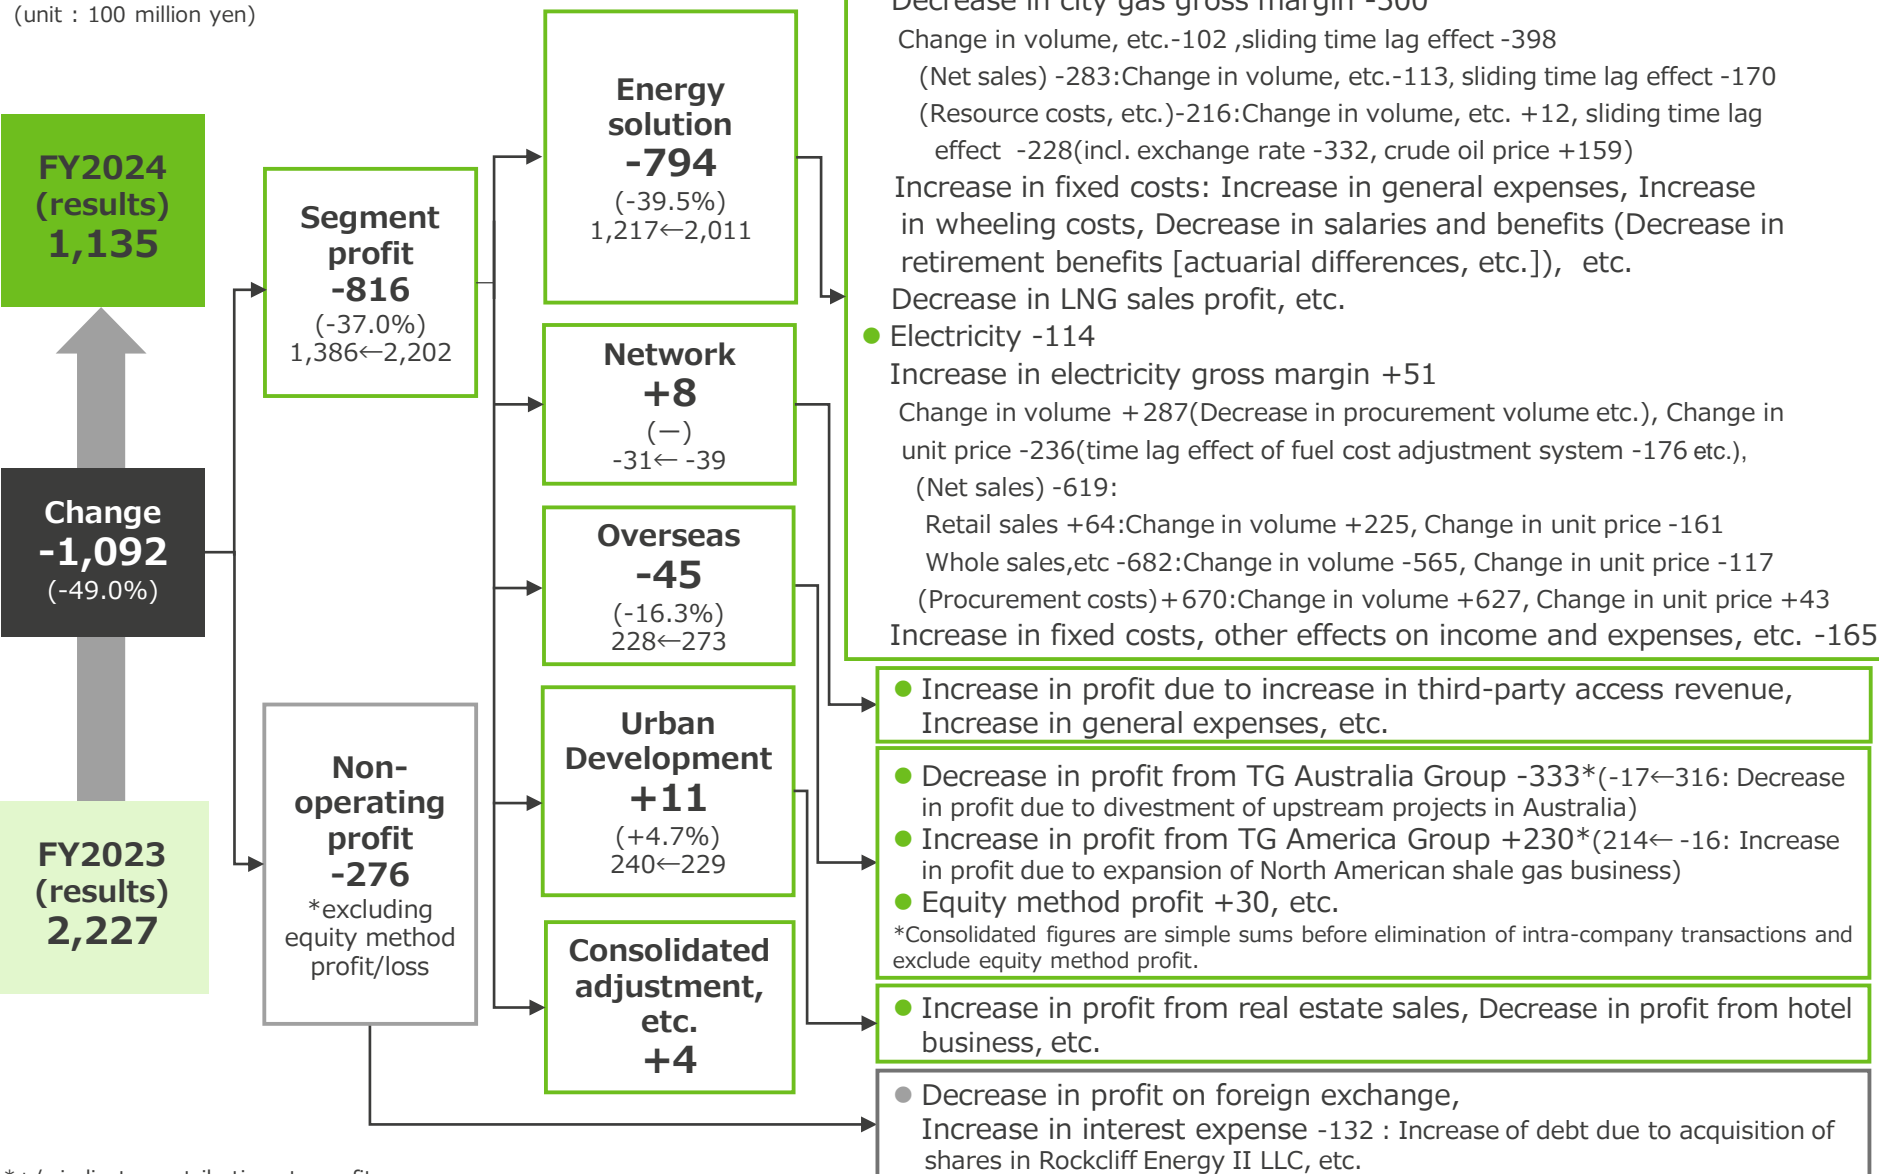 (unit : 100 million yen)
FY2024
(results)
1,135
Change
-1,092
(-49.0%)
FY2023
(results)
2,227
Segment
profit
-816
(-37.0%)
1,386←2,202
Non-
operating
profit
-276
*excluding
equity method
profit/loss
Energy
solution
-794
(-39.5%)
1,217←2,011
Network
+8
(—)
-31← -39
Overseas
-45
(-16.3%)
228←273
Urban
Development
+11
(+4.7%)
240←229
Consolidated
adjustment,
etc.
+4
Decrease in city gas gross margin -500
Change in volume, etc.-102 ,sliding time lag effect -398
(Net sales) -283:Change in volume, etc.-113, sliding time lag effect -170
(Resource costs, etc.)-216:Change in volume, etc. +12, sliding time lag
effect -228(incl. exchange rate -332, crude oil price +159)
Increase in fixed costs: Increase in general expenses, Increase
in wheeling costs, Decrease in salaries and benefits (Decrease in
retirement benefits [actuarial differences, etc.]), etc.
Decrease in LNG sales profit, etc.
● Electricity -114
Increase in electricity gross margin +51
Change in volume +287(Decrease in procurement volume etc.), Change in
unit price -236(time lag effect of fuel cost adjustment system -176 etc.),
(Net sales) -619:
Retail sales +64:Change in volume +225, Change in unit price -161
Whole sales,etc -682:Change in volume -565, Change in unit price -117
(Procurement costs)+670:Change in volume +627, Change in unit price +43
Increase in fixed costs, other effects on income and expenses, etc. -165
● Increase in profit due to increase in third-party access revenue,
Increase in general expenses, etc.
● Decrease in profit from TG Australia Group -333*(-17←316: Decrease
in profit due to divestment of upstream projects in Australia)
● Increase in profit from TG America Group +230*(214← -16: Increase
in profit due to expansion of North American shale gas business)
● Equity method profit +30, etc.
*Consolidated figures are simple sums before elimination of intra-company transactions and
exclude equity method profit.
● Increase in profit from real estate sales, Decrease in profit from hotel
business, etc.
● Decrease in profit on foreign exchange,
Increase in interest expense -132 : Increase of debt due to acquisition of
shares in Rockcliff Energy II LLC, etc.